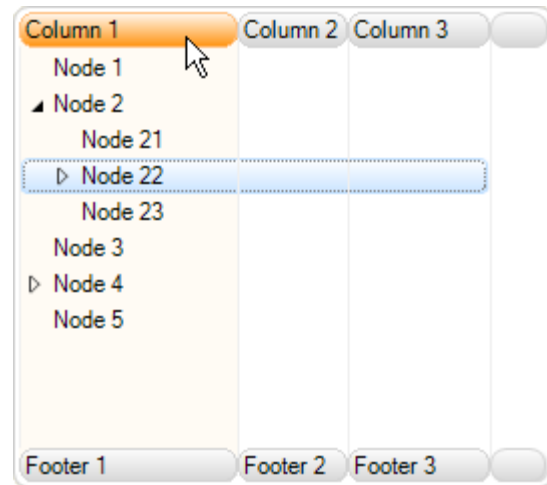 Column 1 Column 2 Column 3
Node 1
Node 2
Node 21
Node 22
Node 23
Node 3
Node 4
Node 5
Footer 1 Footer 2 Footer 3